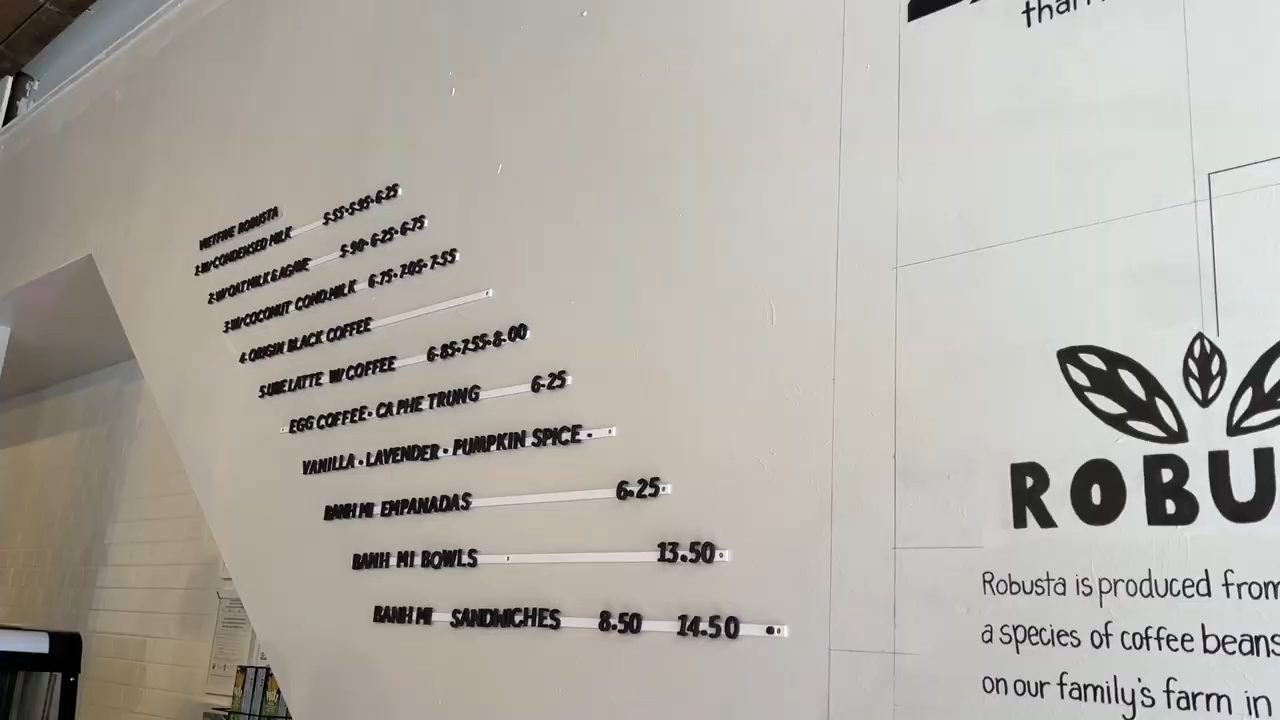 VIETFIVE ROBUSTA
1·W/CONDENSED MILK 5·55·5·95·6·25
2·W/OAT MILK & AGAVE 5·90·6·25·6·75
3·W/COCONUT COND.MILK 6·75·7.05·7·55
4·ORIGIN BLACK COFFEE
5·UBE LATTE W/COFFEE 6·85·7.55·8·00
EGG COFFEE·CA PHE TRUNG 6·25
VANILLA·LAVENDER·PUMPKIN SPICE·
BANH MI EMPANADAS 6.25
BANH MI BOWLS 13.50
BANH MI SANDWICHES 8.50 14.50
than
ROBU
Robusta is produced from
a species of coffee beans
on our family's farm in